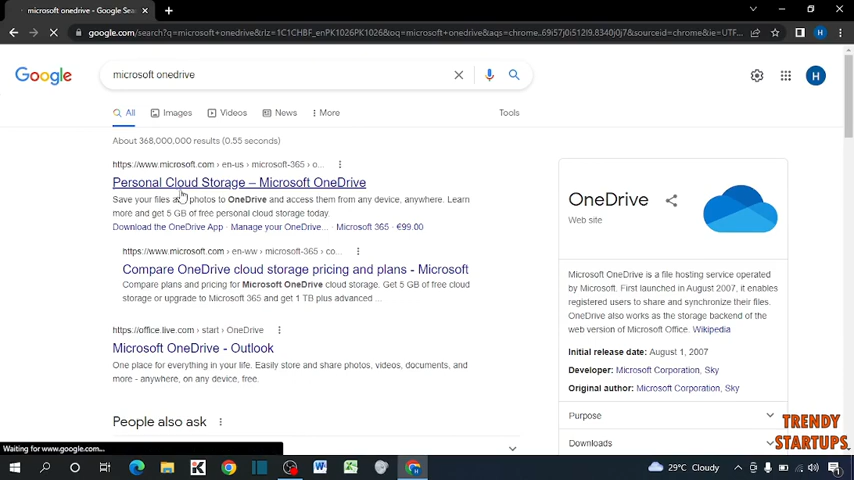 microsoft onedrive - Google Sea
google.com/search?q=microsoft+onedrive&rlz=1C1CHBF_enPK1026PK1026&oq=microsoft+onedrive&aqs=chrome..69i57j0i512l9.8340j0j7&sourceid=chrome&ie=UTF...
H
Google
microsoft onedrive
H
All
Images
Videos
News
More
Tools
About 368,000,000 results (0.55 seconds)
https://www.microsoft.com › en-us › microsoft-365 › o...
Personal Cloud Storage – Microsoft OneDrive
Save your files and photos to OneDrive and access them from any device, anywhere. Learn
more and get 5 GB of free personal cloud storage today.
Download the OneDrive App · Manage your OneDrive... · Microsoft 365 · €99.00
https://www.microsoft.com › en-ww › microsoft-365 › co...
Compare OneDrive cloud storage pricing and plans - Microsoft
Compare plans and pricing for Microsoft OneDrive cloud storage. Get 5 GB of free cloud
storage or upgrade to Microsoft 365 and get 1 TB plus advanced ...
https://office.live.com › start › OneDrive
Microsoft OneDrive - Outlook
One place for everything in your life. Easily store and share photos, videos, documents, and
more - anywhere, on any device, free.
People also ask
OneDrive
Web site
Microsoft OneDrive is a file hosting service operated
by Microsoft. First launched in August 2007, it enables
registered users to share and synchronize their files.
OneDrive also works as the storage backend of the
web version of Microsoft Office. Wikipedia
Initial release date: August 1, 2007
Developer: Microsoft Corporation, Sky
Original author: Microsoft Corporation, Sky
Purpose
Downloads
TRENDY
STARTUPS
Waiting for www.google.com...
29°C Cloudy